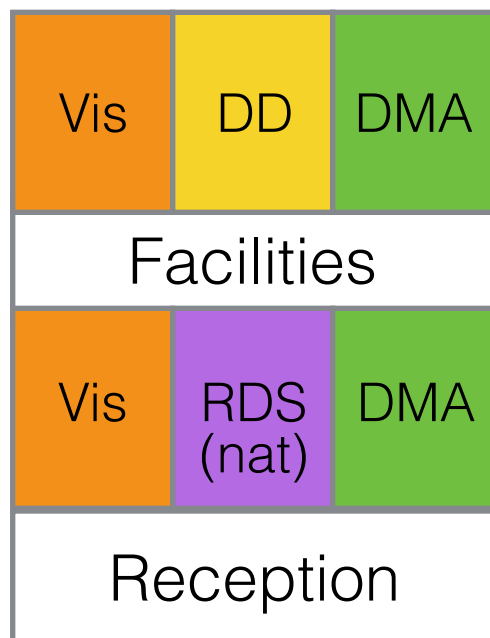 Vis DD DMA
Facilities
Vis RDS DMA
(nat)
Reception